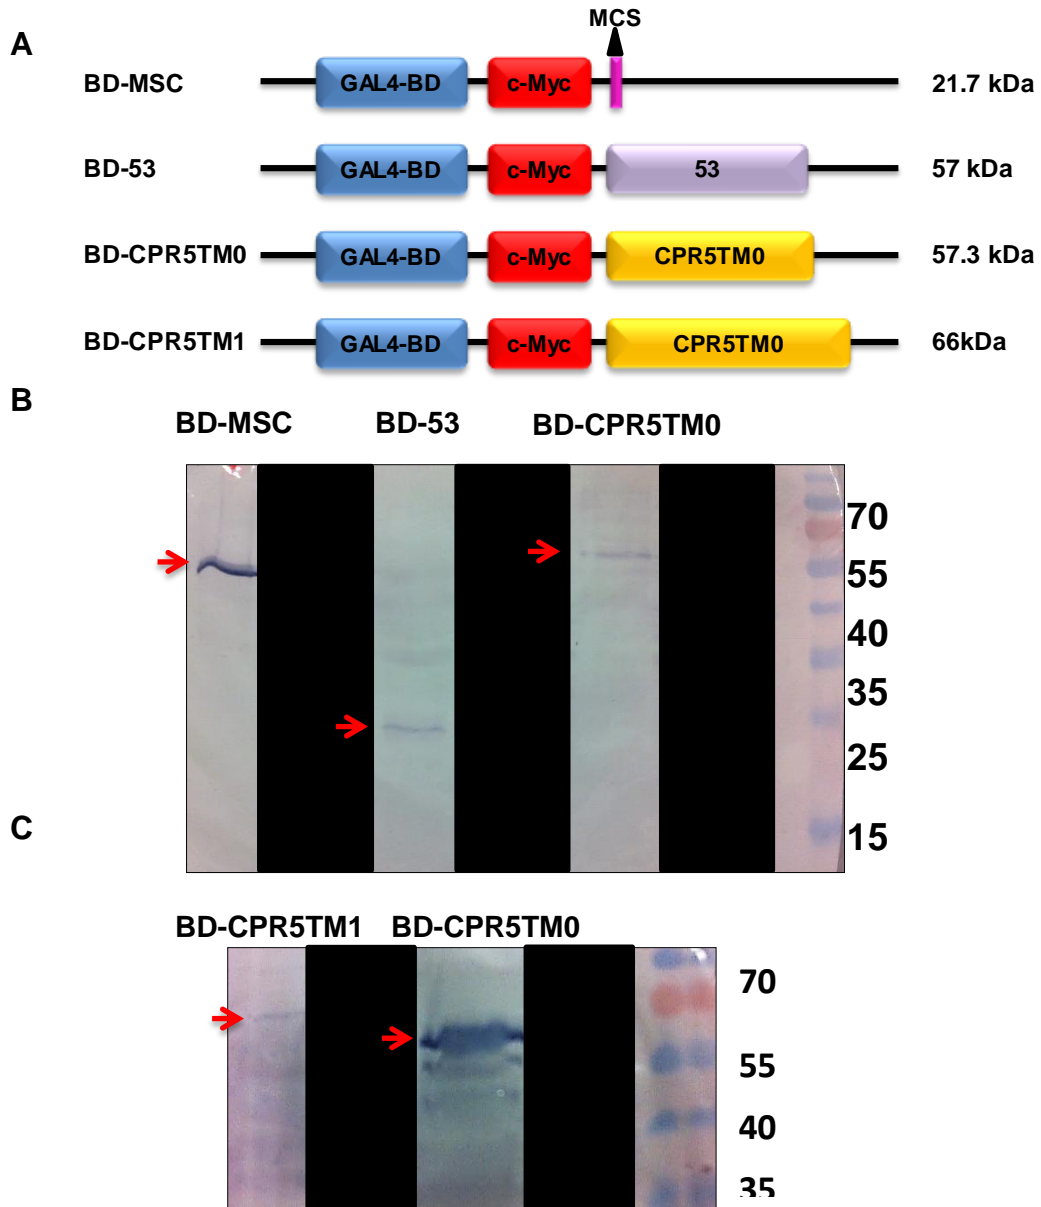 MCS
A
BD-MSC GAL4-BD c-Myc 21.7 kDa
BD-53 GAL4-BD c-Myc 53 57 kDa
BD-CPR5TM0 GAL4-BD c-Myc CPR5TM0 57.3 kDa
BD-CPR5TM1 GAL4-BD c-Myc CPR5TM0 66kDa
B
BD-MSC BD-53 BD-CPR5TM0
70
55
40
35
25
15
C
BD-CPR5TM1 BD-CPR5TM0
70
55
40
35